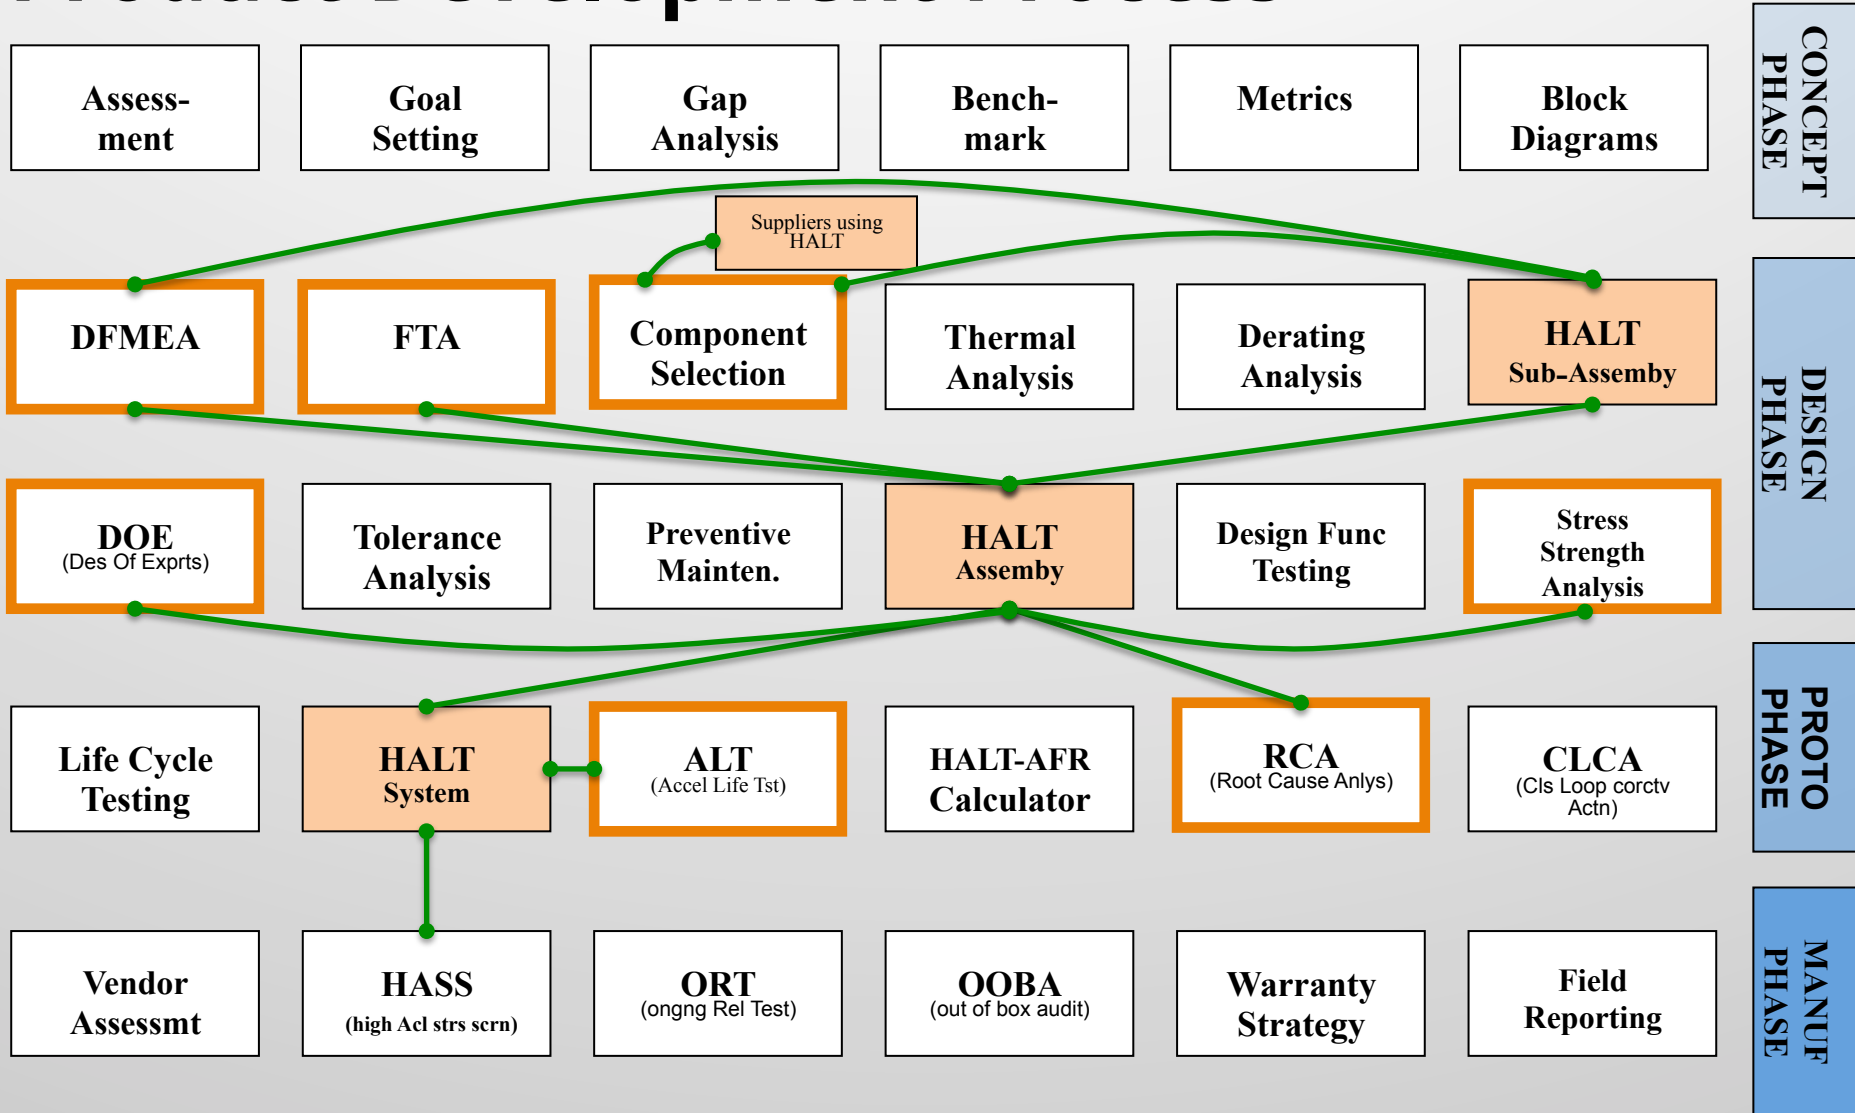 Product Development Process
CONCEPT
PHASE
Assess-
ment
Goal
Setting
Gap
Analysis
Bench-
mark
Metrics
Block
Diagrams
Suppliers using
HALT
DESIGN
PHASE
DFMEA
FTA
Component
Selection
Thermal
Analysis
Derating
Analysis
HALT
Sub-Assemby
DOE
(Des Of Exprts)
Tolerance
Analysis
Preventive
Mainten.
HALT
Assemby
Design Func
Testing
Stress
Strength
Analysis
PROTO
PHASE
Life Cycle
Testing
HALT
System
ALT
(Accel Life Tst)
HALT-AFR
Calculator
RCA
(Root Cause Anlys)
CLCA
(Cls Loop corctv
Actn)
MANUF
PHASE
Vendor
Assessmt
HASS
(high Acl strs scrn)
ORT
(ongng Rel Test)
OOBA
(out of box audit)
Warranty
Strategy
Field
Reporting